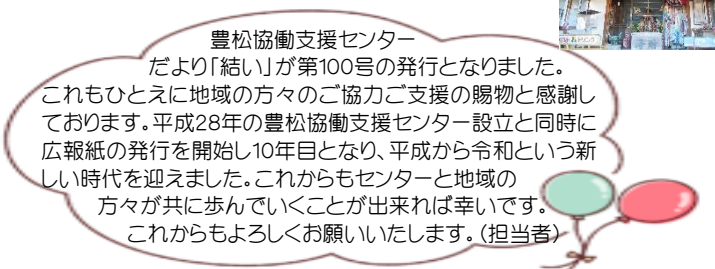 豊松協働支援センター
だより「結い」が第100号の発行となりました。
これもひとえに地域の方々のご協力ご支援の賜物と感謝し
ております。平成28年の豊松協働支援センター設立と同時に
広報紙の発行を開始し10年目となり、平成から令和という新
しい時代を迎えました。これからもセンターと地域の
方々が共に歩んでいくことが出来れば幸いです。
これからもよろしくお願いいたします。(担当者)